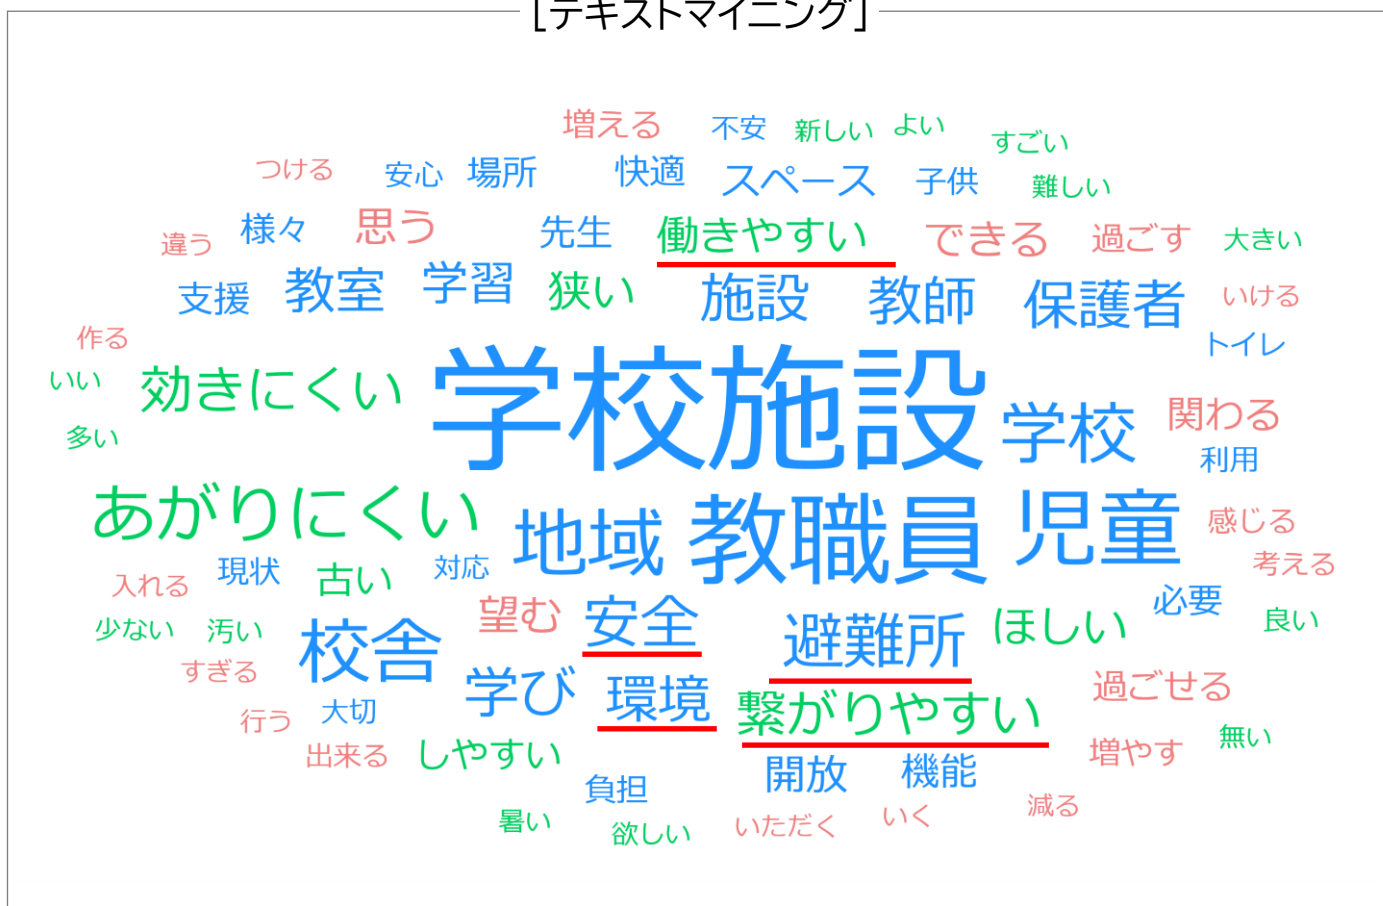 [テキストマイニング]
増える 不安 新しい よい すごい
つける 安心 場所 快適 スペース 子供 難しい
違う 様々 思う 先生 働きやすい できる 過ごす 大きい
支援 教室 学習 狭い 施設 教師 保護者 いける
作る トイレ
いい 効きにくい 学校施設 学校 関わる
多い 利用
あがりにくい 地域 教職員 児童 感じる
入れる 現状 古い 対応 考える
少ない 汚い 校舎 望む 安全 避難所 ほしい 必要 良い
すぎる 学び 環境 繋がりやすい 過ごせる
行う 大切 無い
出来る しやすい 開放 機能 増やす
負担
暑い 欲しい いただく いく 減る